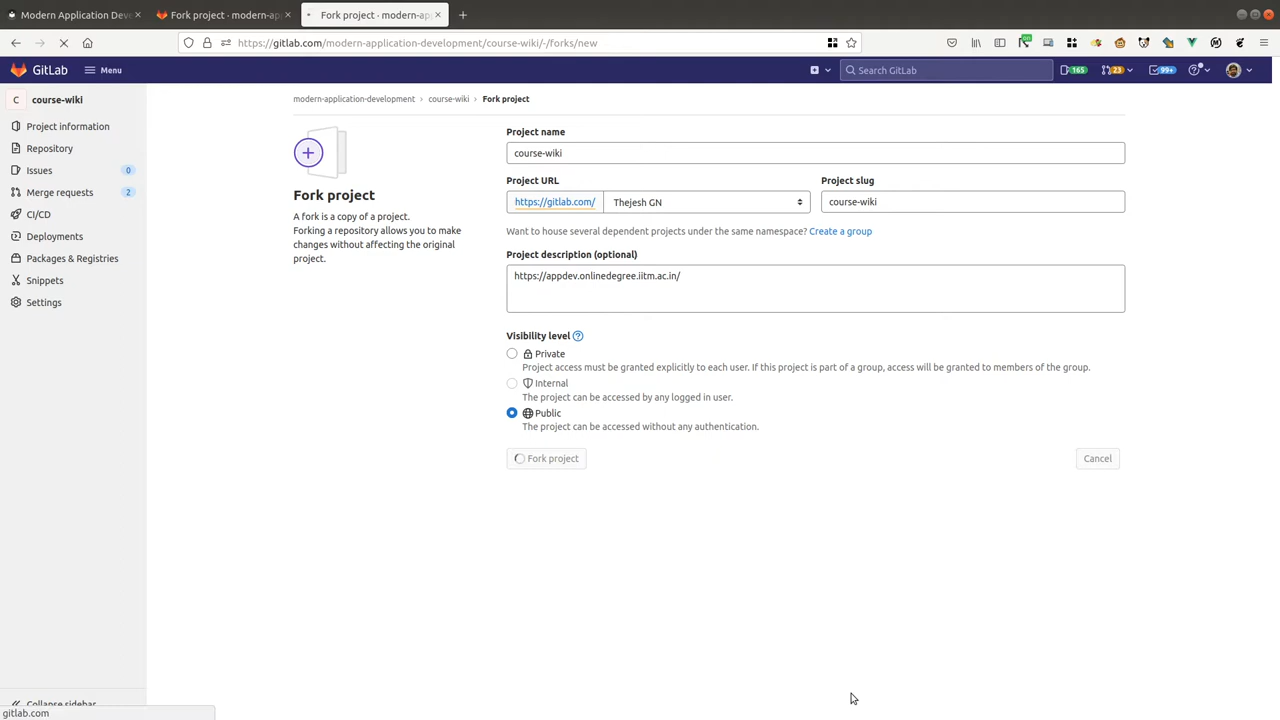 Modern Application Deve
Fork project · modern-ap
Fork project · modern-ap
https://gitlab.com/modern-application-development/course-wiki/-/forks/new
on
GitLab
Menu
Search GitLab
165
23
99+
C
course-wiki
modern-application-development › course-wiki › Fork project
Project information
Repository
Issues 0
Merge requests 2
CI/CD
Deployments
Packages & Registries
Snippets
Settings
Collapse sidebar
gitlab.com
Fork project
A fork is a copy of a project.
Forking a repository allows you to make
changes without affecting the original
project.
Project name
course-wiki
Project URL
Project slug
https://gitlab.com/
Thejesh GN
course-wiki
Want to house several dependent projects under the same namespace? Create a group
Project description (optional)
https://appdev.onlinedegree.iitm.ac.in/
Visibility level
Private
Project access must be granted explicitly to each user. If this project is part of a group, access will be granted to members of the group.
Internal
The project can be accessed by any logged in user.
Public
The project can be accessed without any authentication.
Fork project
Cancel